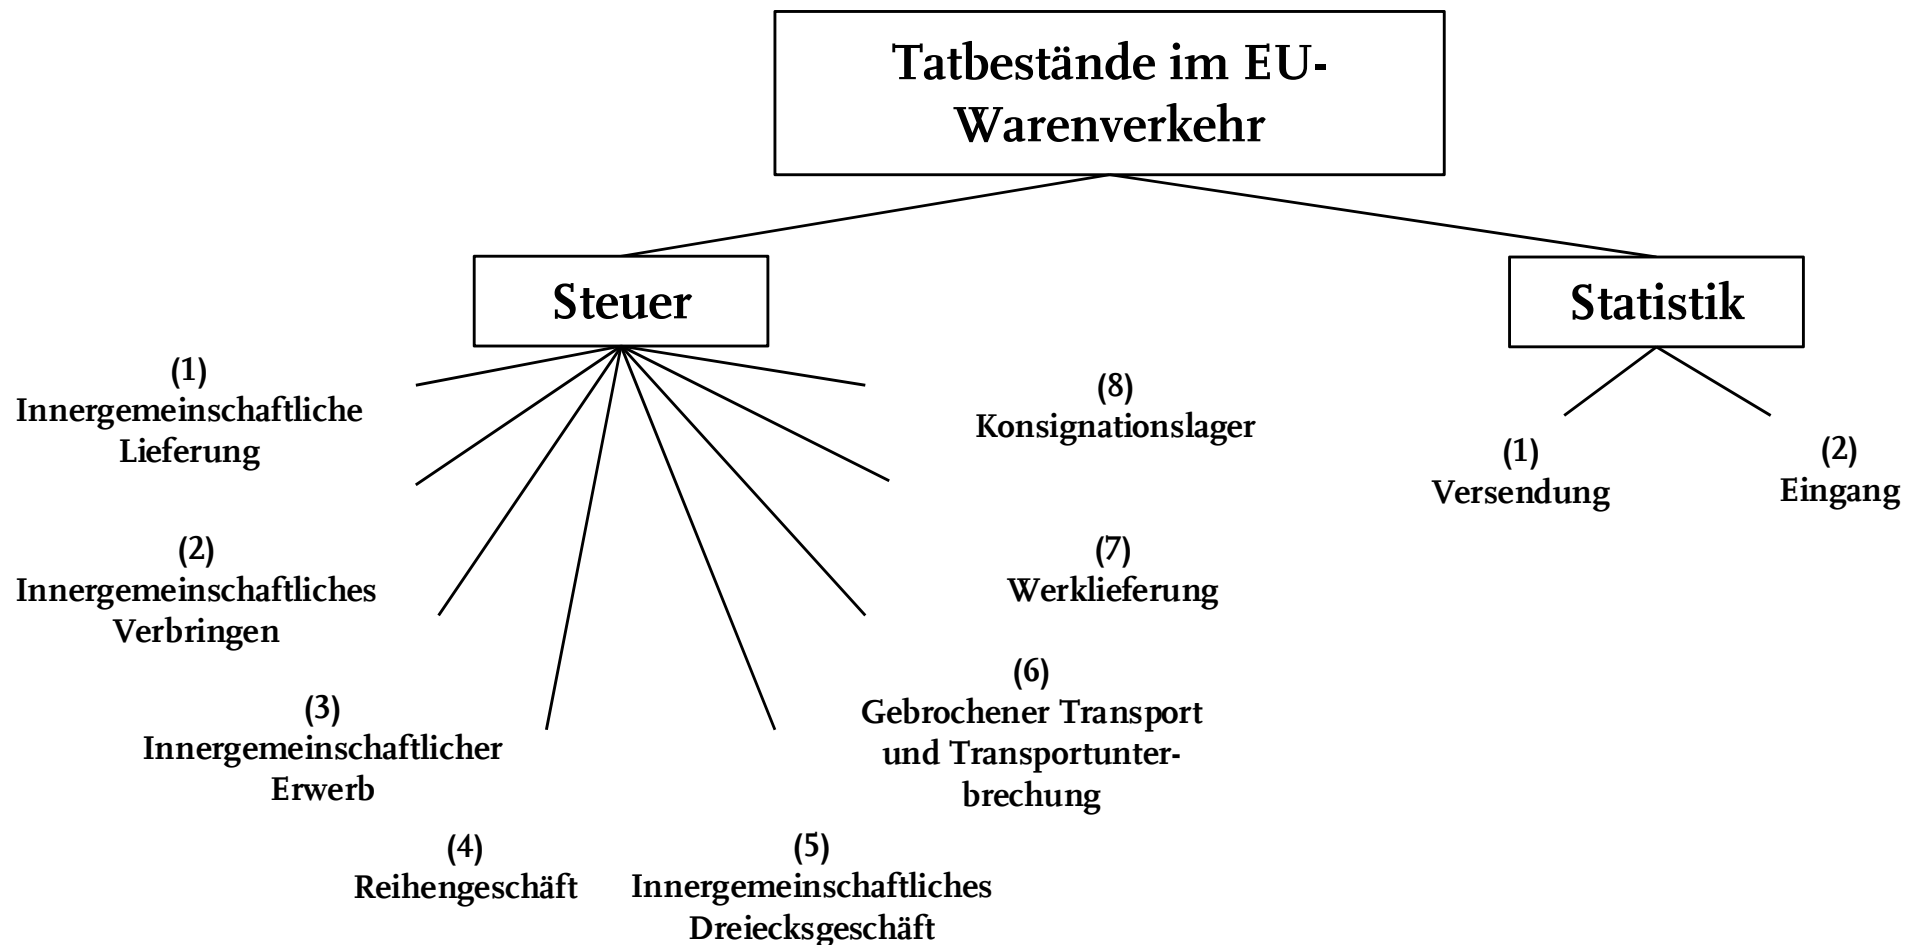 Tatbestände im EU-
Warenverkehr
Steuer
Statistik
(1)
Innergemeinschaftliche
Lieferung
(2)
Innergemeinschaftliches
Verbringen
(3)
Innergemeinschaftlicher
Erwerb
(4)
Reihengeschäft
(5)
Innergemeinschaftliches
Dreiecksgeschäft
(6)
Gebrochener Transport
und Transportunter-
brechung
(7)
Werklieferung
(8)
Konsignationslager
(1)
Versendung
(2)
Eingang